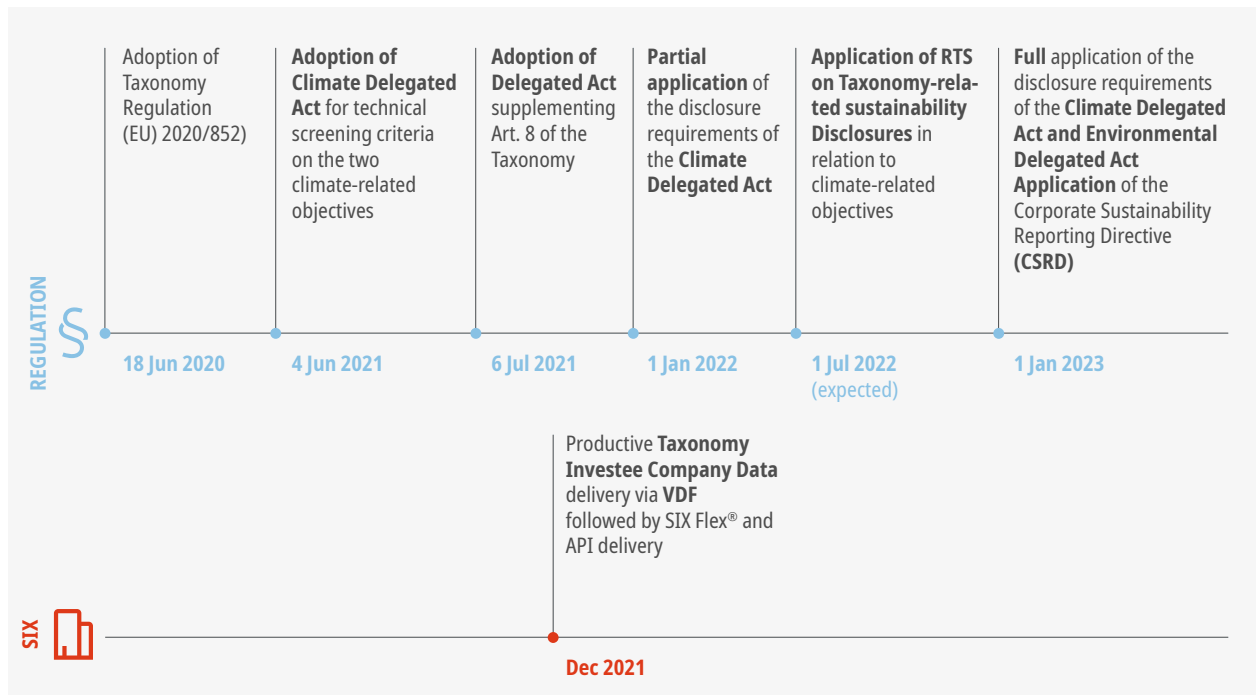 Adoption of
Taxonomy
Regulation
(EU) 2020/852)
Adoption of
Climate Delegated
Act for technical
screening criteria
on the two
climate-related
objectives
Adoption of
Delegated Act
supplementing
Art. 8 of the
Taxonomy
Partial
application of
the disclosure
requirements of
the Climate
Delegated Act
Application of RTS
on Taxonomy-rela-
ted sustainability
Disclosures in
relation to
climate-related
objectives
Full application of the
disclosure requirements
of the Climate Delegated
Act and Environmental
Delegated Act
Application of the
Corporate Sustainability
Reporting Directive
(CSRD)
REGULATION
§
18 Jun 2020
4 Jun 2021
6 Jul 2021
1 Jan 2022
1 Jul 2022
(expected)
1 Jan 2023
Productive Taxonomy
Investee Company Data
delivery via VDF
followed by SIX Flex® and
API delivery
SIX
Dec 2021